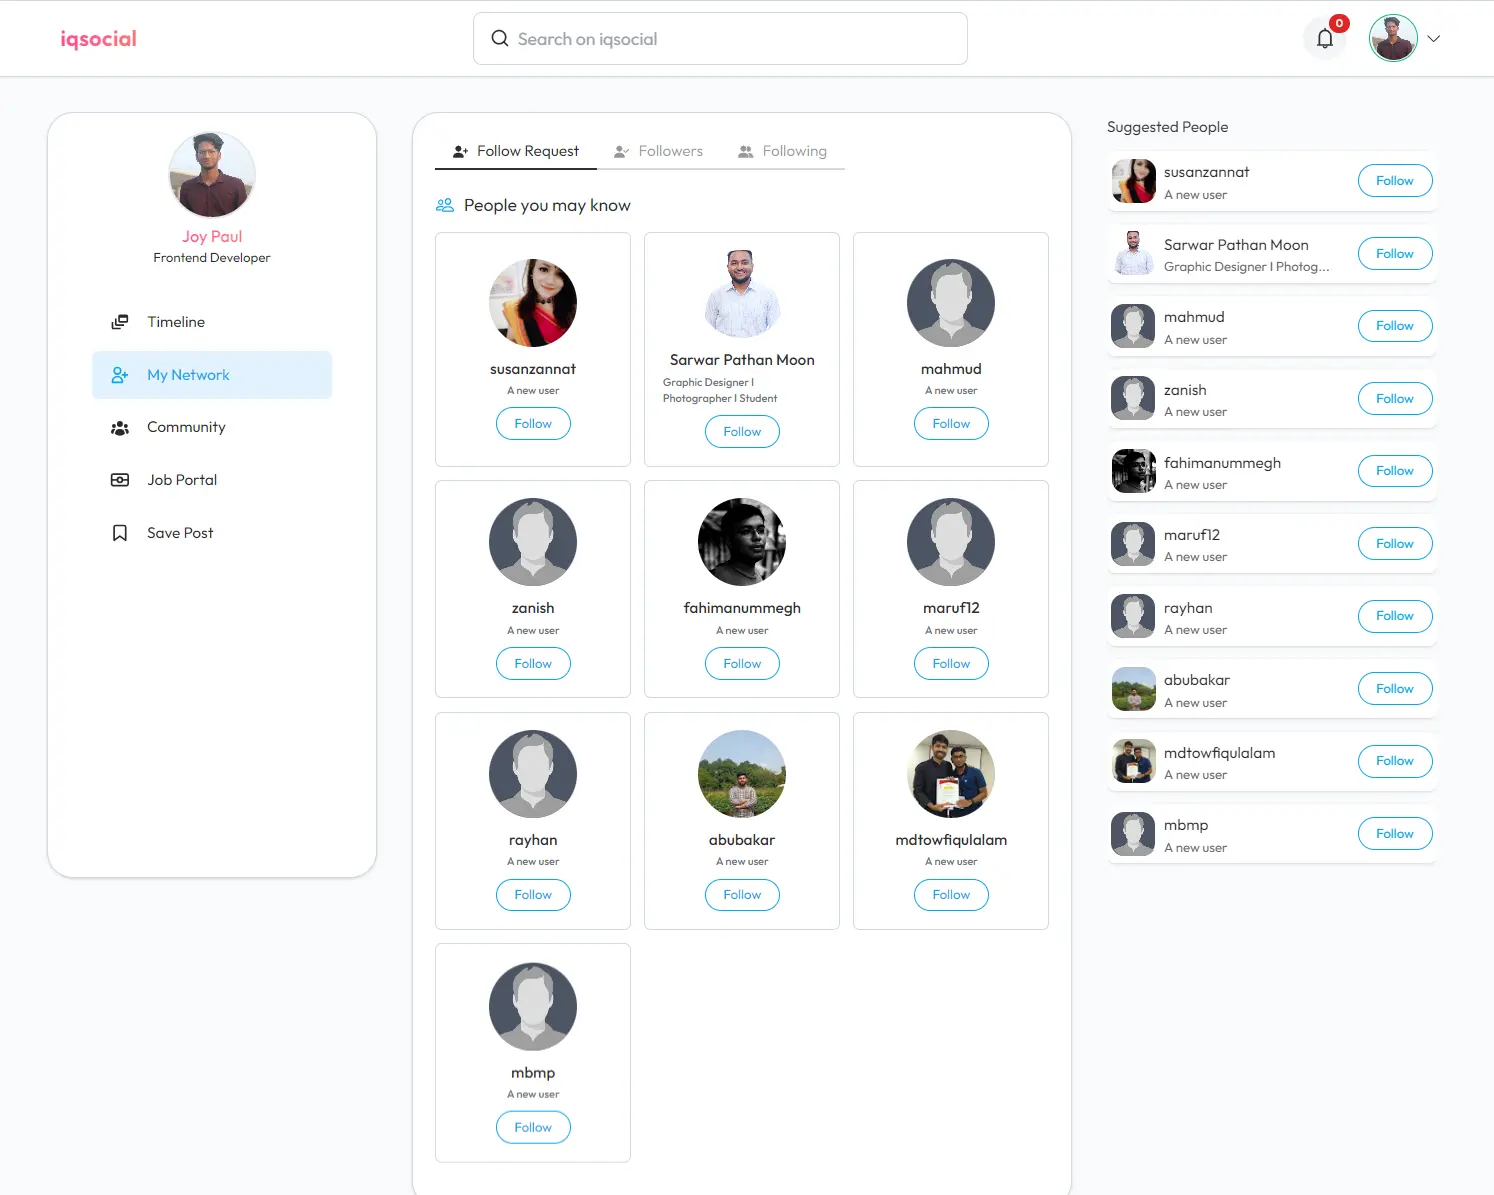 iqsocial
Search on iqsocial
0
Joy Paul
Frontend Developer
Timeline
My Network
Community
Job Portal
Save Post
Follow Request
Followers
Following
People you may know
susanzannat
A new user
Follow
Sarwar Pathan Moon
Graphic Designer |
Photographer | Student
Follow
mahmud
A new user
Follow
zanish
A new user
Follow
fahimanummegh
A new user
Follow
maruf12
A new user
Follow
rayhan
A new user
Follow
abubakar
A new user
Follow
mdtowfiqulalam
A new user
Follow
mbmp
A new user
Follow
Suggested People
susanzannat
A new user
Follow
Sarwar Pathan Moon
Graphic Designer | Photog...
Follow
mahmud
A new user
Follow
zanish
A new user
Follow
fahimanummegh
A new user
Follow
maruf12
A new user
Follow
rayhan
A new user
Follow
abubakar
A new user
Follow
mdtowfiqulalam
A new user
Follow
mbmp
A new user
Follow